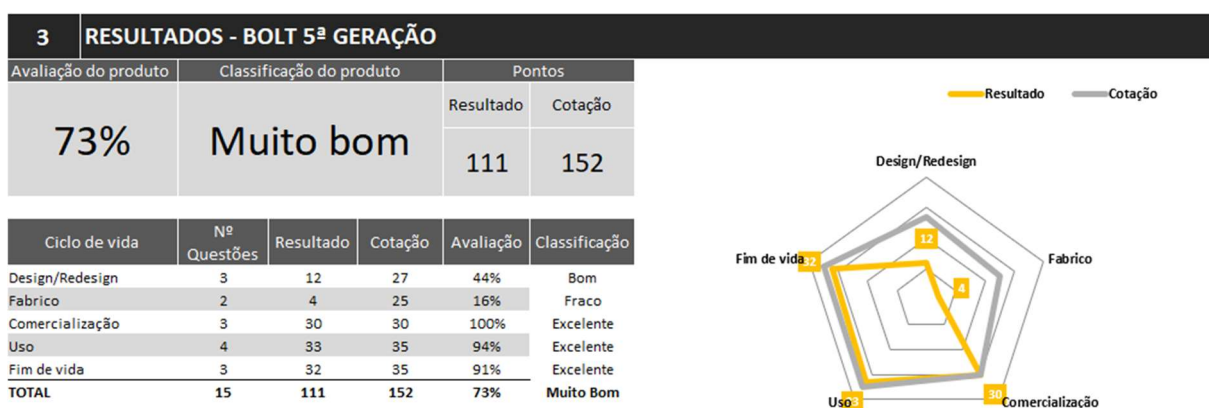 3 RESULTADOS - BOLT 5ª GERAÇÃO
Avaliação do produto Classificação do produto Pontos
Resultado Cotação
73% Muito bom
111 152
Ciclo de vida Nº Questões Resultado Cotação Avaliação Classificação
Design/Redesign 3 12 27 44% Bom
Fabrico 2 4 25 16% Fraco
Comercialização 3 30 30 100% Excelente
Uso 4 33 35 94% Excelente
Fim de vida 3 32 35 91% Excelente
TOTAL 15 111 152 73% Muito Bom
Resultado Cotação
Design/Redesign
12
Fim de vida 32
Fabrico
4
Uso 33
30 Comercialização